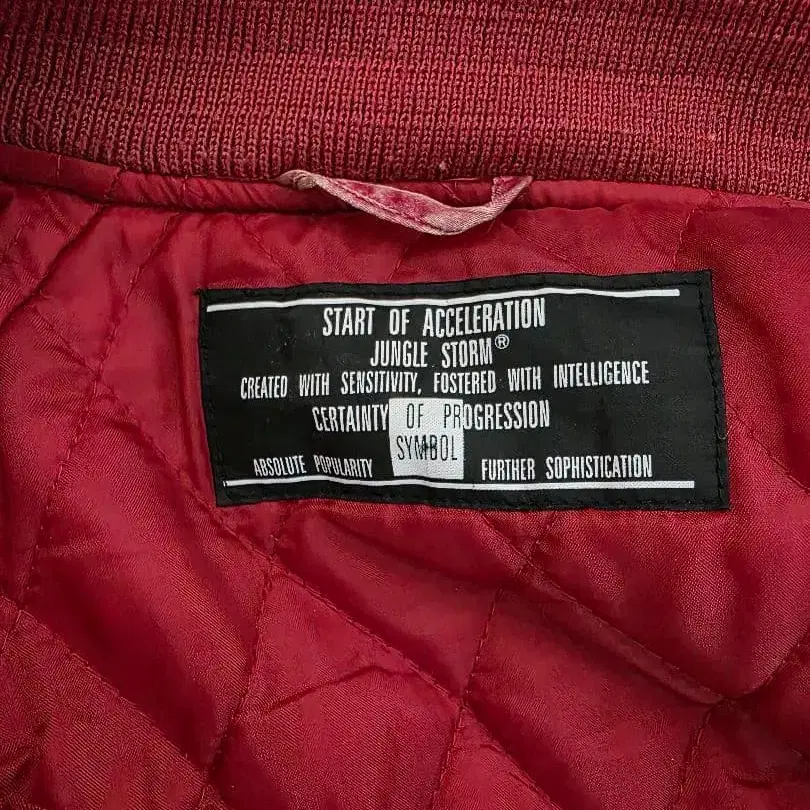 START OF ACCELERATION
JUNGLE STORM®
CREATED WITH SENSITIVITY, FOSTERED WITH INTELLIGENCE
CERTAINTY OF PROGRESSION
SYMBOL
ABSOLUTE POPULARITY FURTHER SOPHISTICATION